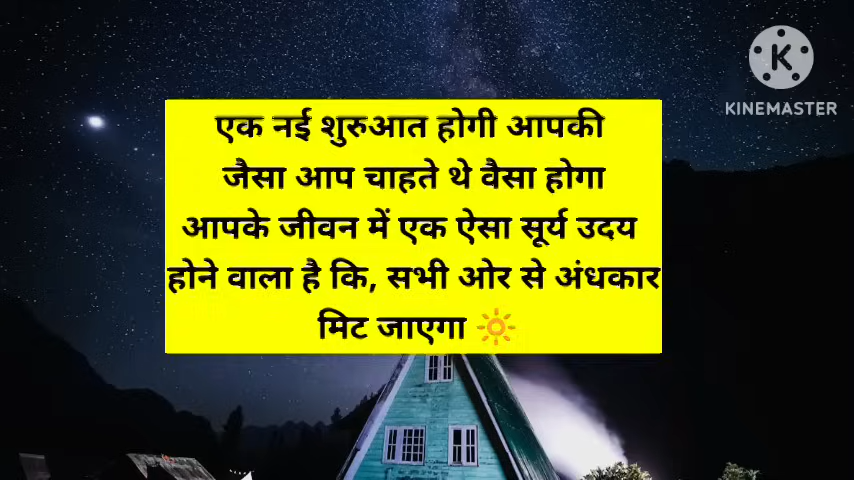 एक नई शुरुआत होगी आपकी
जैसा आप चाहते थे वैसा होगा
आपके जीवन में एक ऐसा सूर्य उदय
होने वाला है कि, सभी ओर से अंधकार
मिट जाएगा 🔆
K
KINEMASTER